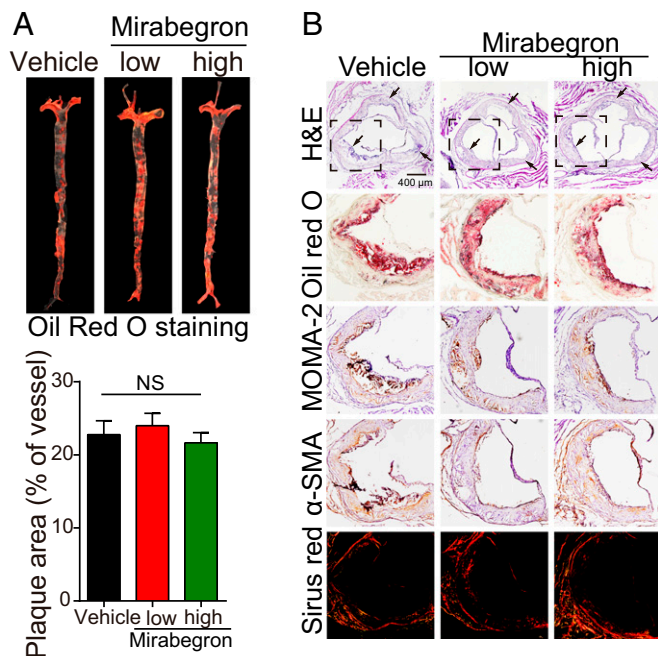 A
Mirabegron
Vehicle low high
Oil Red O staining
Plaque area (% of vessel)
30
20
10
0
NS
Vehicle low high
Mirabegron
B
Mirabegron
Vehicle low high
H&E
400 µm
Oil red O
MOMA-2
α-SMA
Sirus red